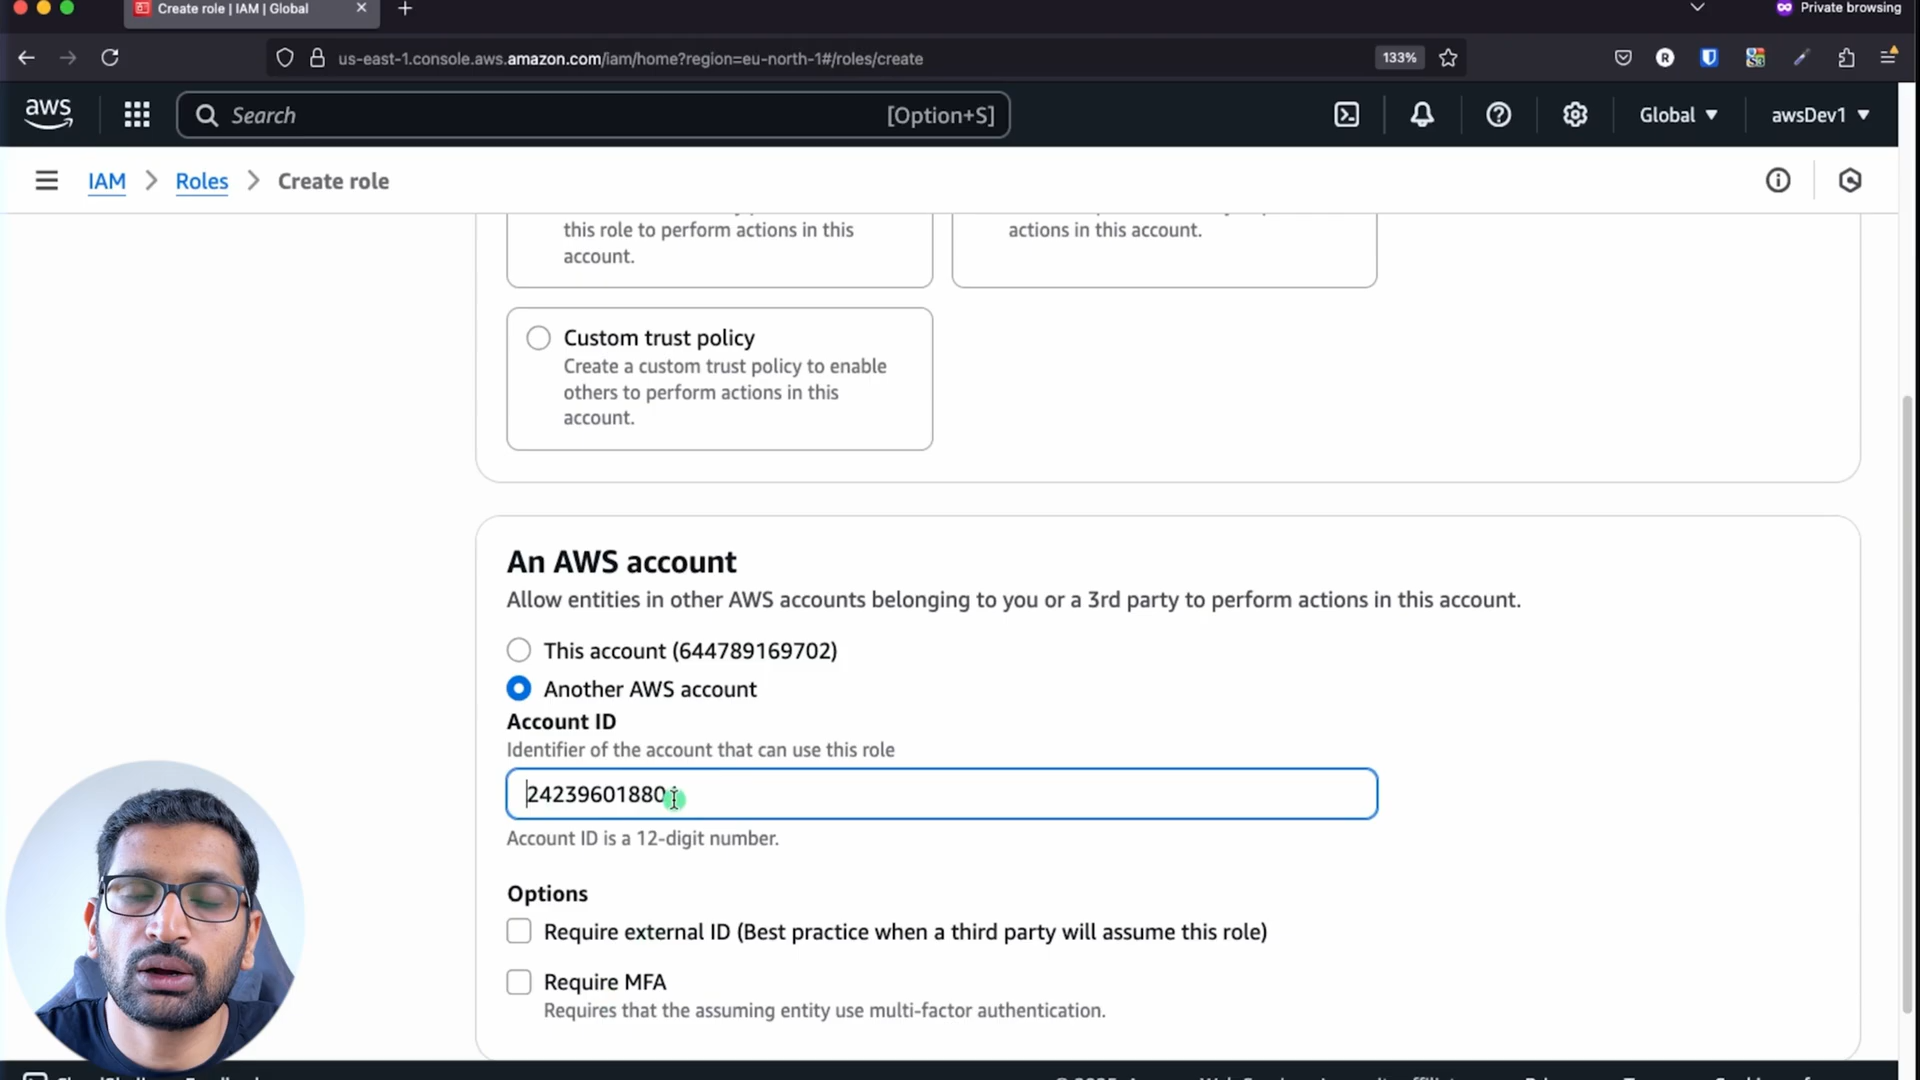 Create role | IAM | Global
Private browsing
us-east-1.console.aws.amazon.com/iam/home?region=eu-north-1#/roles/create
133%
R
aws
Search
[Option+S]
Global
awsDev1
IAM
Roles
Create role
this role to perform actions in this
account.
actions in this account.
Custom trust policy
Create a custom trust policy to enable
others to perform actions in this
account.
An AWS account
Allow entities in other AWS accounts belonging to you or a 3rd party to perform actions in this account.
This account (644789169702)
Another AWS account
Account ID
Identifier of the account that can use this role
24239601880
Account ID is a 12-digit number.
Options
Require external ID (Best practice when a third party will assume this role)
Require MFA
Requires that the assuming entity use multi-factor authentication.